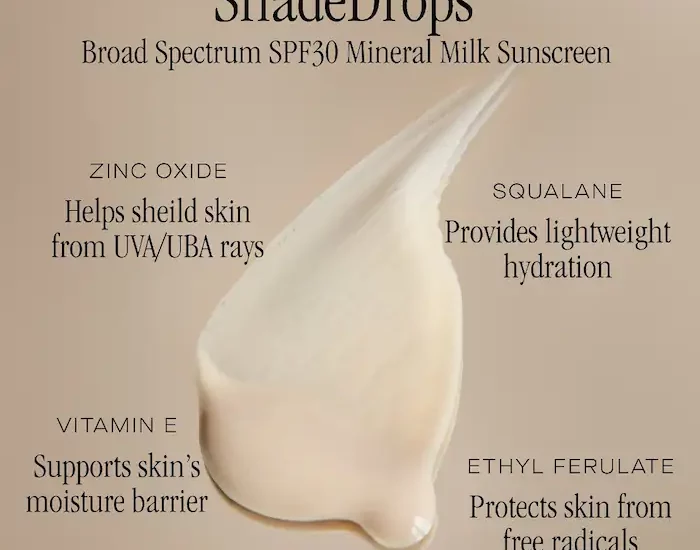 ShadeDrops
Broad Spectrum SPF30 Mineral Milk Sunscreen
ZINC OXIDE
Helps sheild skin
from UVA/UBA rays
SQUALANE
Provides lightweight
hydration
VITAMIN E
Supports skin's
moisture barrier
ETHYL FERULATE
Protects skin from
free radicals